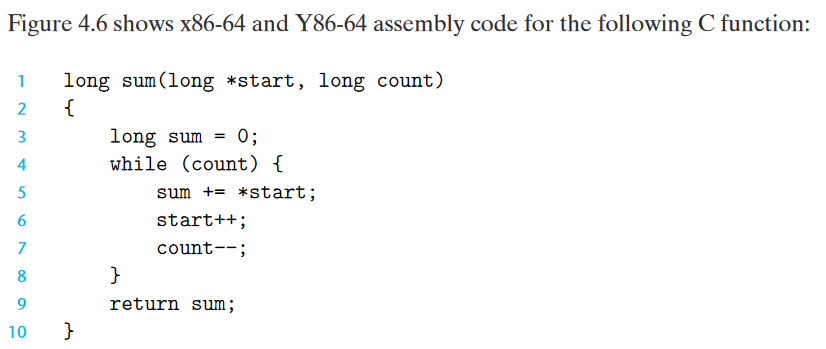 Figure 4.6 shows x86-64 and Y86-64 assembly code for the following C function:
1 long sum(long *start, long count)
2 {
3 long sum = 0;
4 while (count) {
5 sum += *start;
6 start++;
7 count--;
8 }
9 return sum;
10 }